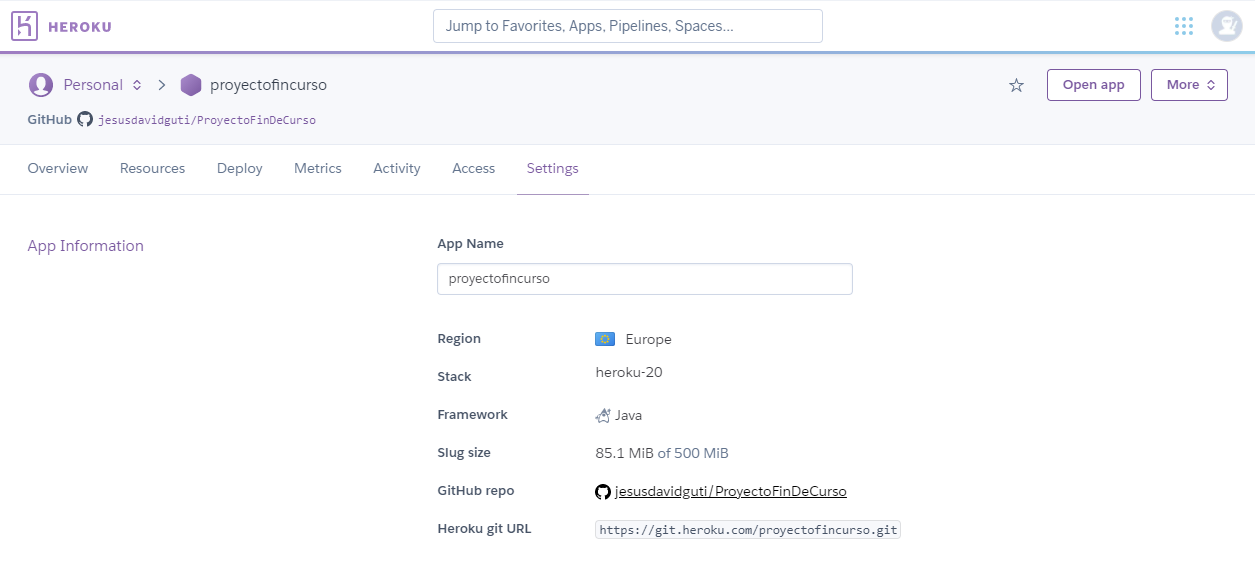 HEROKU
Jump to Favorites, Apps, Pipelines, Spaces...
Personal proyectofincurso
Open app More
GitHub jesusdavidguti/ProyectoFinDeCurso
Overview Resources Deploy Metrics Activity Access Settings
App Information
App Name
proyectofincurso
Region Europe
Stack heroku-20
Framework Java
Slug size 85.1 MiB of 500 MiB
GitHub repo jesusdavidguti/ProyectoFinDeCurso
Heroku git URL https://git.heroku.com/proyectofincurso.git